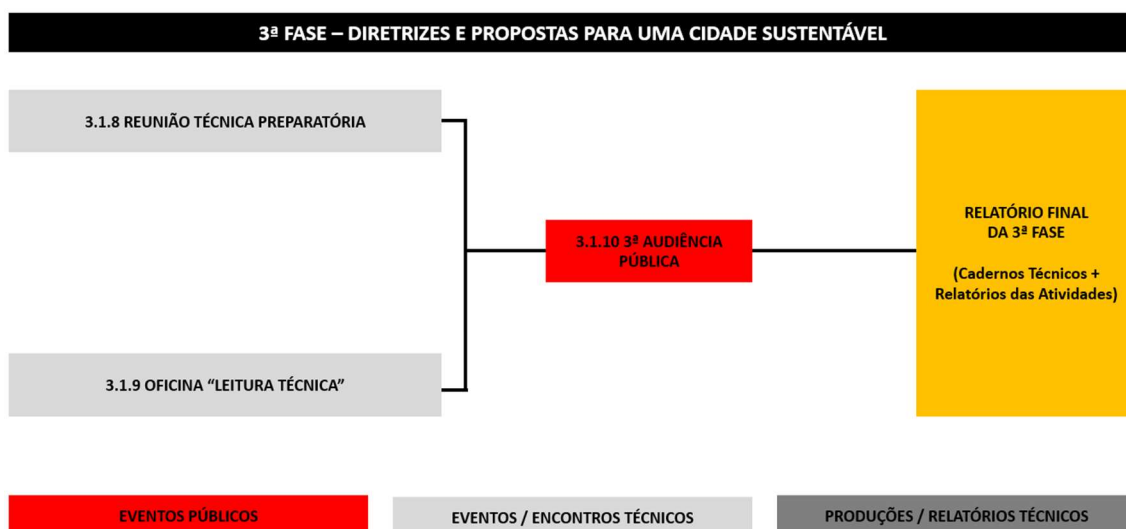 3ª FASE – DIRETRIZES E PROPOSTAS PARA UMA CIDADE SUSTENTÁVEL
3.1.8 REUNIÃO TÉCNICA PREPARATÓRIA
3.1.10 3ª AUDIÊNCIA
PÚBLICA
3.1.9 OFICINA “LEITURA TÉCNICA”
RELATÓRIO FINAL
DA 3ª FASE
(Cadernos Técnicos +
Relatórios das Atividades)
EVENTOS PÚBLICOS
EVENTOS / ENCONTROS TÉCNICOS
PRODUÇÕES / RELATÓRIOS TÉCNICOS